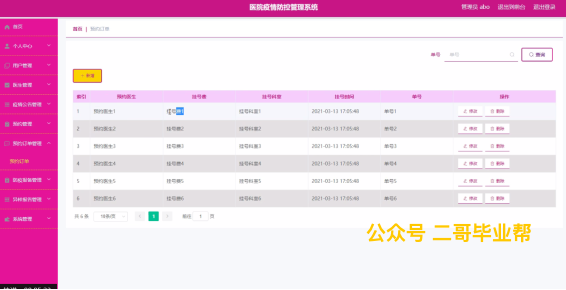 医院疫情防控管理系统
管理员 abo 退出到前台 退出登录
首页
个人中心
用户管理
医生管理
疫情公告管理
预约管理
预约订单管理
预约订单
系统管理
首页 | 预约订单
单号 单号 查询
+ 新增
索引 预约医生 挂号费 挂号科室 挂号时间 单号 操作
1 预约医生1 挂号费1 挂号科室1 2021-03-13 17:05:48 单号1 修改 删除
2 预约医生2 挂号费2 挂号科室2 2021-03-13 17:05:48 单号2 修改 删除
3 预约医生3 挂号费3 挂号科室3 2021-03-13 17:05:48 单号3 修改 删除
4 预约医生4 挂号费4 挂号科室4 2021-03-13 17:05:48 单号4 修改 删除
5 预约医生5 挂号费5 挂号科室5 2021-03-13 17:05:48 单号5 修改 删除
6 预约医生6 挂号费6 挂号科室6 2021-03-13 17:05:48 单号6 修改 删除
共 6 条 10条/页 1 前往 1 页
公众号 二哥毕业帮